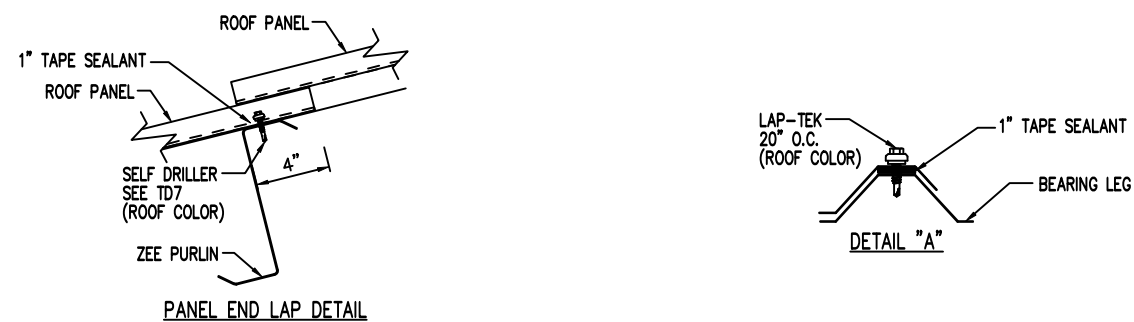 ROOF PANEL
1" TAPE SEALANT
ROOF PANEL
SELF DRILLER
SEE TD7
(ROOF COLOR)
4"
ZEE PURLIN
PANEL END LAP DETAIL
LAP-TEK
20" O.C.
(ROOF COLOR)
1" TAPE SEALANT
BEARING LEG
DETAIL "A"